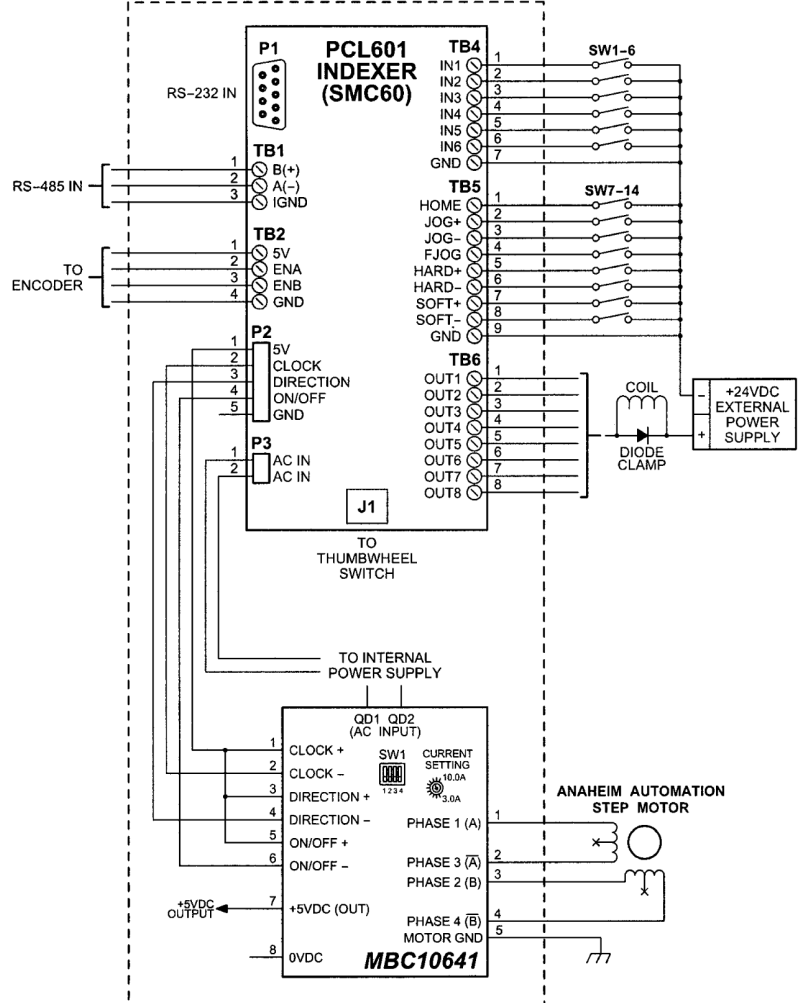 P1
PCL601
INDEXER
(SMC60)
RS-232 IN
TB4
1 IN1
2 IN2
3 IN3
4 IN4
5 IN5
6 IN6
7 GND
SW1-6
TB1
RS-485 IN
1 B(+)
2 A(-)
3 IGND
TB5
HOME 1
JOG+ 2
JOG- 3
FJOG 4
HARD+ 5
HARD- 6
SOFT+ 7
SOFT- 8
GND 9
SW7-14
TB2
TO
ENCODER
1 5V
2 ENA
3 ENB
4 GND
P2
1 5V
2 CLOCK
3 DIRECTION
4 ON/OFF
5 GND
TB6
OUT1 1
OUT2 2
OUT3 3
OUT4 4
OUT5 5
OUT6 6
OUT7 7
OUT8 8
COIL
DIODE
CLAMP
-
+
+24VDC
EXTERNAL
POWER
SUPPLY
P3
1 AC IN
2 AC IN
J1
TO
THUMBWHEEL
SWITCH
TO INTERNAL
POWER SUPPLY
QD1 QD2
(AC INPUT)
SW1
1234
CURRENT
SETTING
10.0A
3.0A
1 CLOCK +
2 CLOCK -
3 DIRECTION +
4 DIRECTION -
5 ON/OFF +
6 ON/OFF -
+5VDC
OUTPUT
7 +5VDC (OUT)
8 0VDC
PHASE 1 (A) 1
PHASE 3 (A̅) 2
PHASE 2 (B) 3
PHASE 4 (B̅) 4
MOTOR GND 5
MBC10641
ANAHEIM AUTOMATION
STEP MOTOR